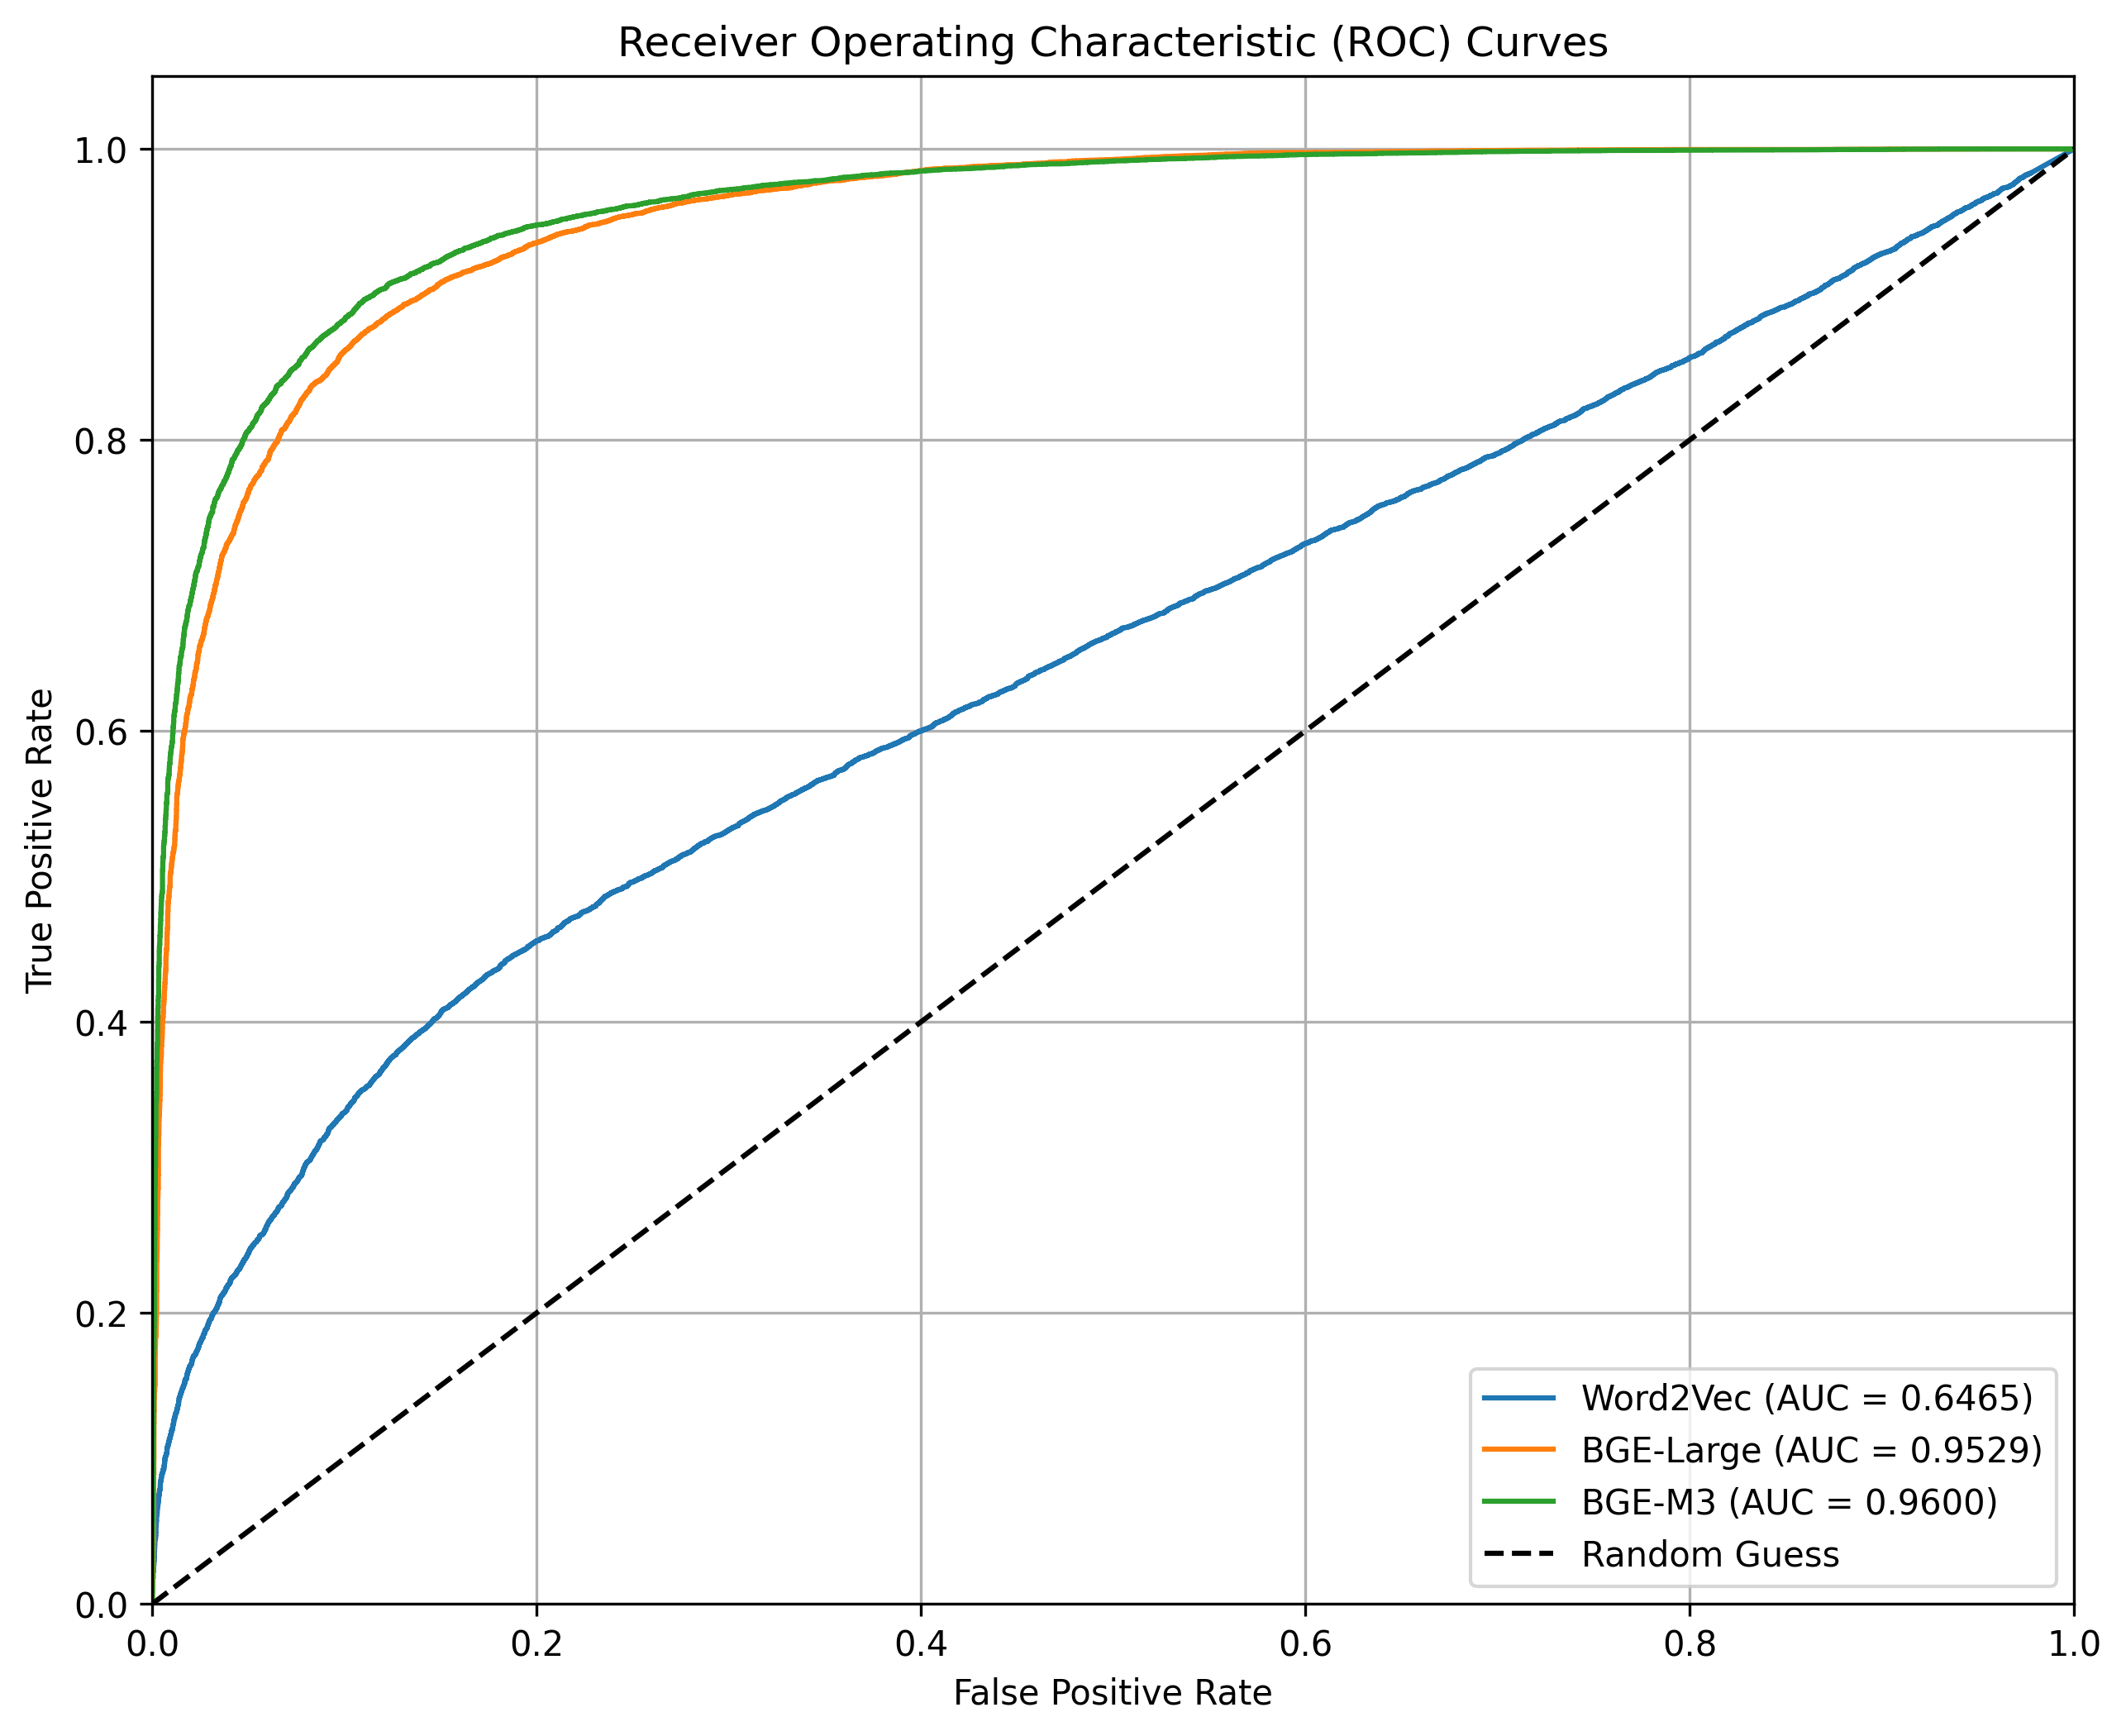 Receiver Operating Characteristic (ROC) Curves
True Positive Rate
1.0
0.8
0.6
0.4
0.2
0.0
0.0 0.2 0.4 0.6 0.8 1.0
False Positive Rate
Word2Vec (AUC = 0.6465)
BGE-Large (AUC = 0.9529)
BGE-M3 (AUC = 0.9600)
Random Guess